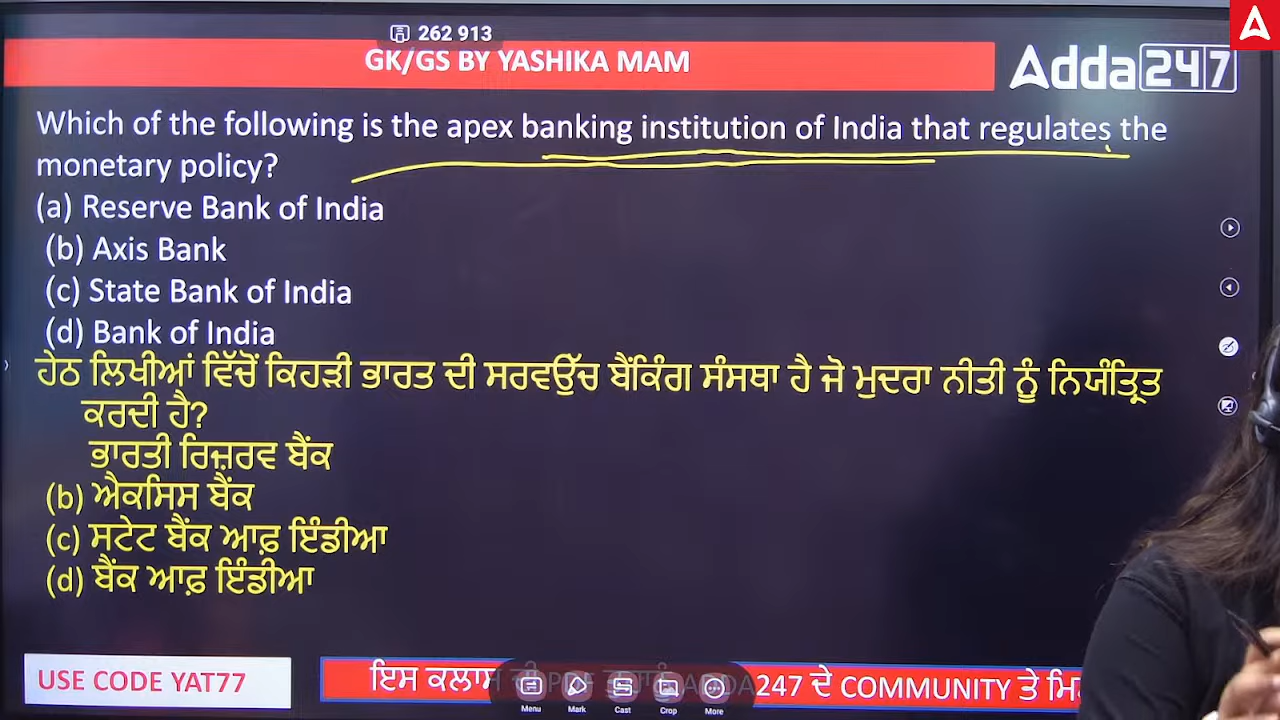 262 913
GK/GS BY YASHIKA MAM
Adda247
Which of the following is the apex banking institution of India that regulates the
monetary policy?
(a) Reserve Bank of India
(b) Axis Bank
(c) State Bank of India
(d) Bank of India
ਹੇਠ ਲਿਖੀਆਂ ਵਿੱਚੋਂ ਕਿਹੜੀ ਭਾਰਤ ਦੀ ਸਰਵਉੱਚ ਬੈਂਕਿੰਗ ਸੰਸਥਾ ਹੈ ਜੋ ਮੁਦਰਾ ਨੀਤੀ ਨੂੰ ਨਿਯੰਤ੍ਰਿਤ
ਕਰਦੀ ਹੈ?
ਭਾਰਤੀ ਰਿਜ਼ਰਵ ਬੈਂਕ
(b) ਐਕਸਿਸ ਬੈਂਕ
(c) ਸਟੇਟ ਬੈਂਕ ਆਫ਼ ਇੰਡੀਆ
(d) ਬੈਂਕ ਆਫ਼ ਇੰਡੀਆ
USE CODE YAT77
ਇਸ ਕਲਾਸ PDF ADDA 247 ਦੇ COMMUNITY ਤੇ
Menu Mark Cast Crop More